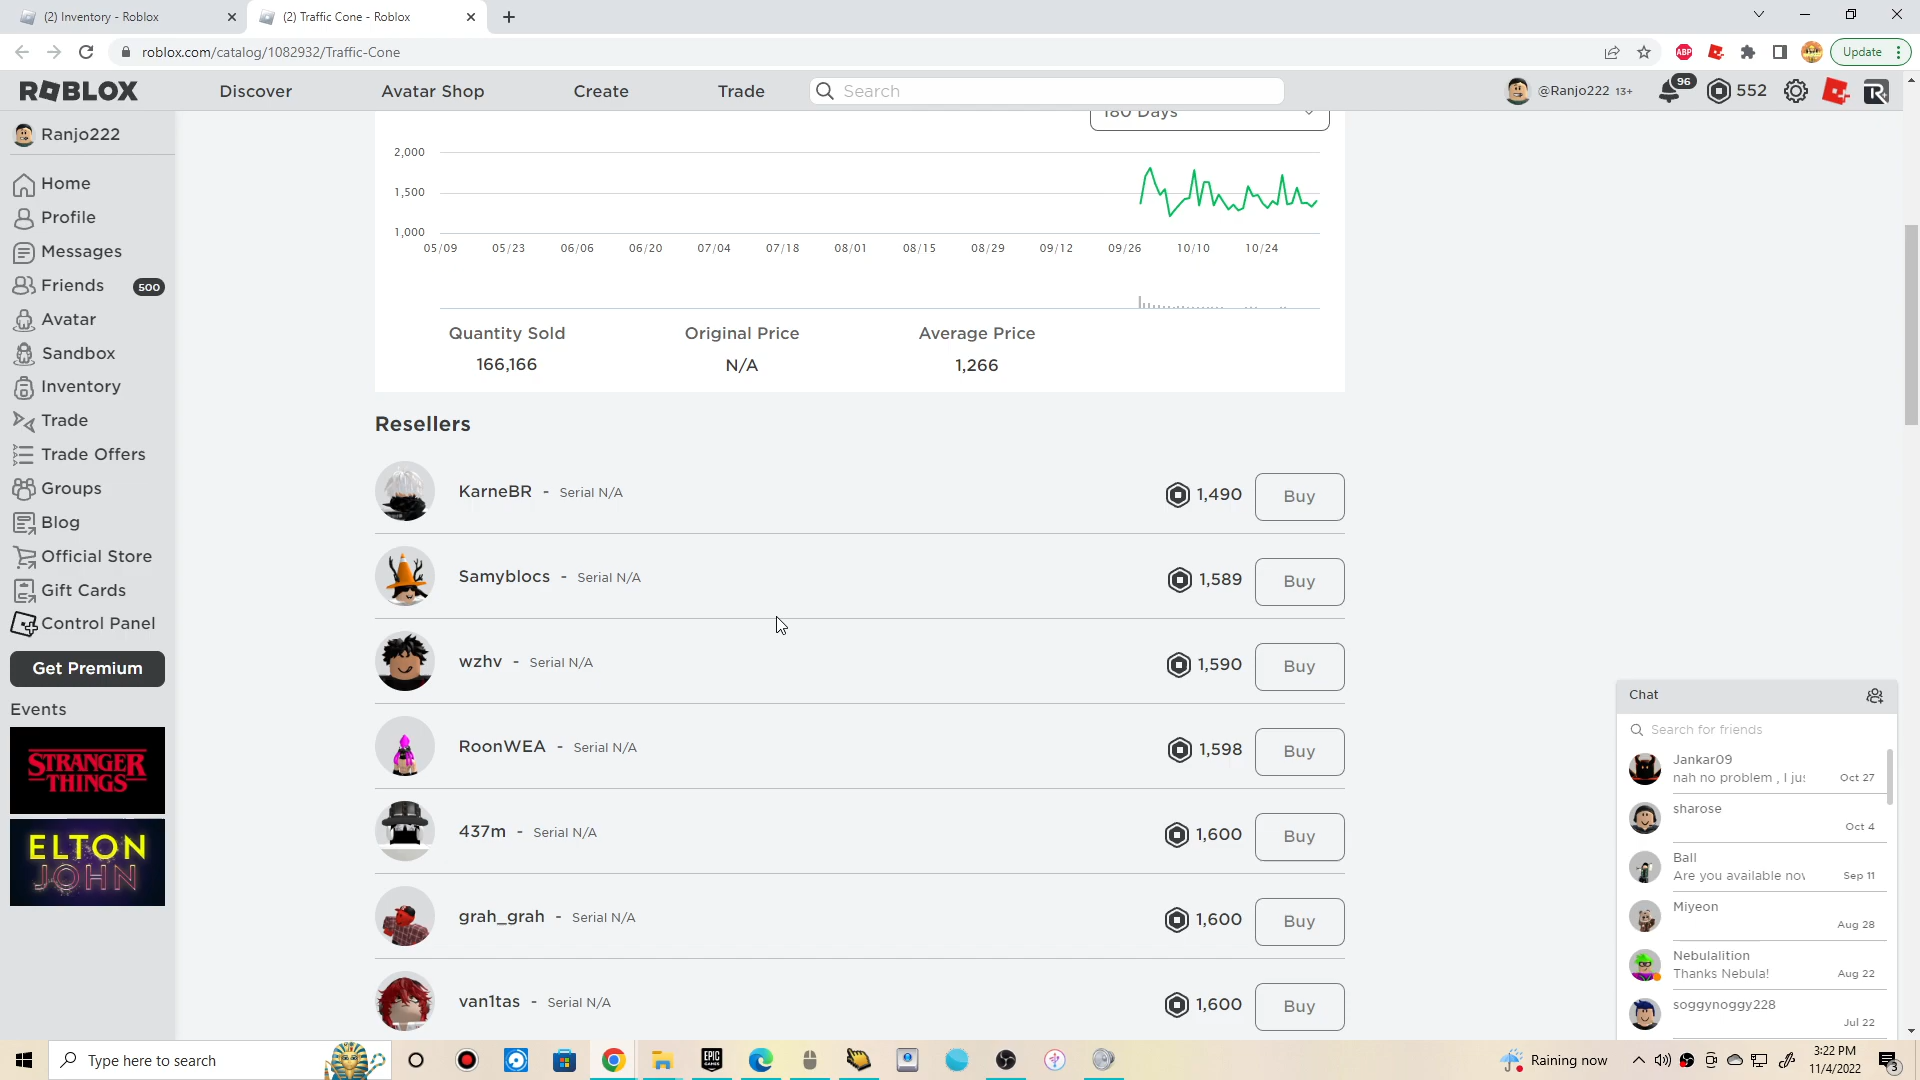 (2) Inventory - Roblox
(2) Traffic Cone - Roblox
roblox.com/catalog/1082932/Traffic-Cone
ABP
Update
ROBLOX
Discover
Avatar Shop
Create
Trade
Search
@Ranjo222 13+
96
552
Ranjo222
Home
Profile
Messages
Friends 500
Avatar
Sandbox
Inventory
Trade
Trade Offers
Groups
Blog
Official Store
Gift Cards
Control Panel
Get Premium
Events
STRANGER
THINGS
ELTON
JOHN
180 Days
2,000
1,500
1,000
05/09 05/23 06/06 06/20 07/04 07/18 08/01 08/15 08/29 09/12 09/26 10/10 10/24
Quantity Sold Original Price Average Price
166,166 N/A 1,266
Resellers
KarneBR - Serial N/A 1,490 Buy
Samyblocs - Serial N/A 1,589 Buy
wzhv - Serial N/A 1,590 Buy
RoonWEA - Serial N/A 1,598 Buy
437m - Serial N/A 1,600 Buy
grah_grah - Serial N/A 1,600 Buy
van1tas - Serial N/A 1,600 Buy
Chat
Search for friends
Jankar09
nah no problem , I jus Oct 27
sharose
Oct 4
Ball
Are you available nov Sep 11
Miyeon
Aug 28
Nebulalition
Thanks Nebula! Aug 22
soggynoggy228
Jul 22
Type here to search
EPIC
GAMES
Raining now
3:22 PM
11/4/2022
3